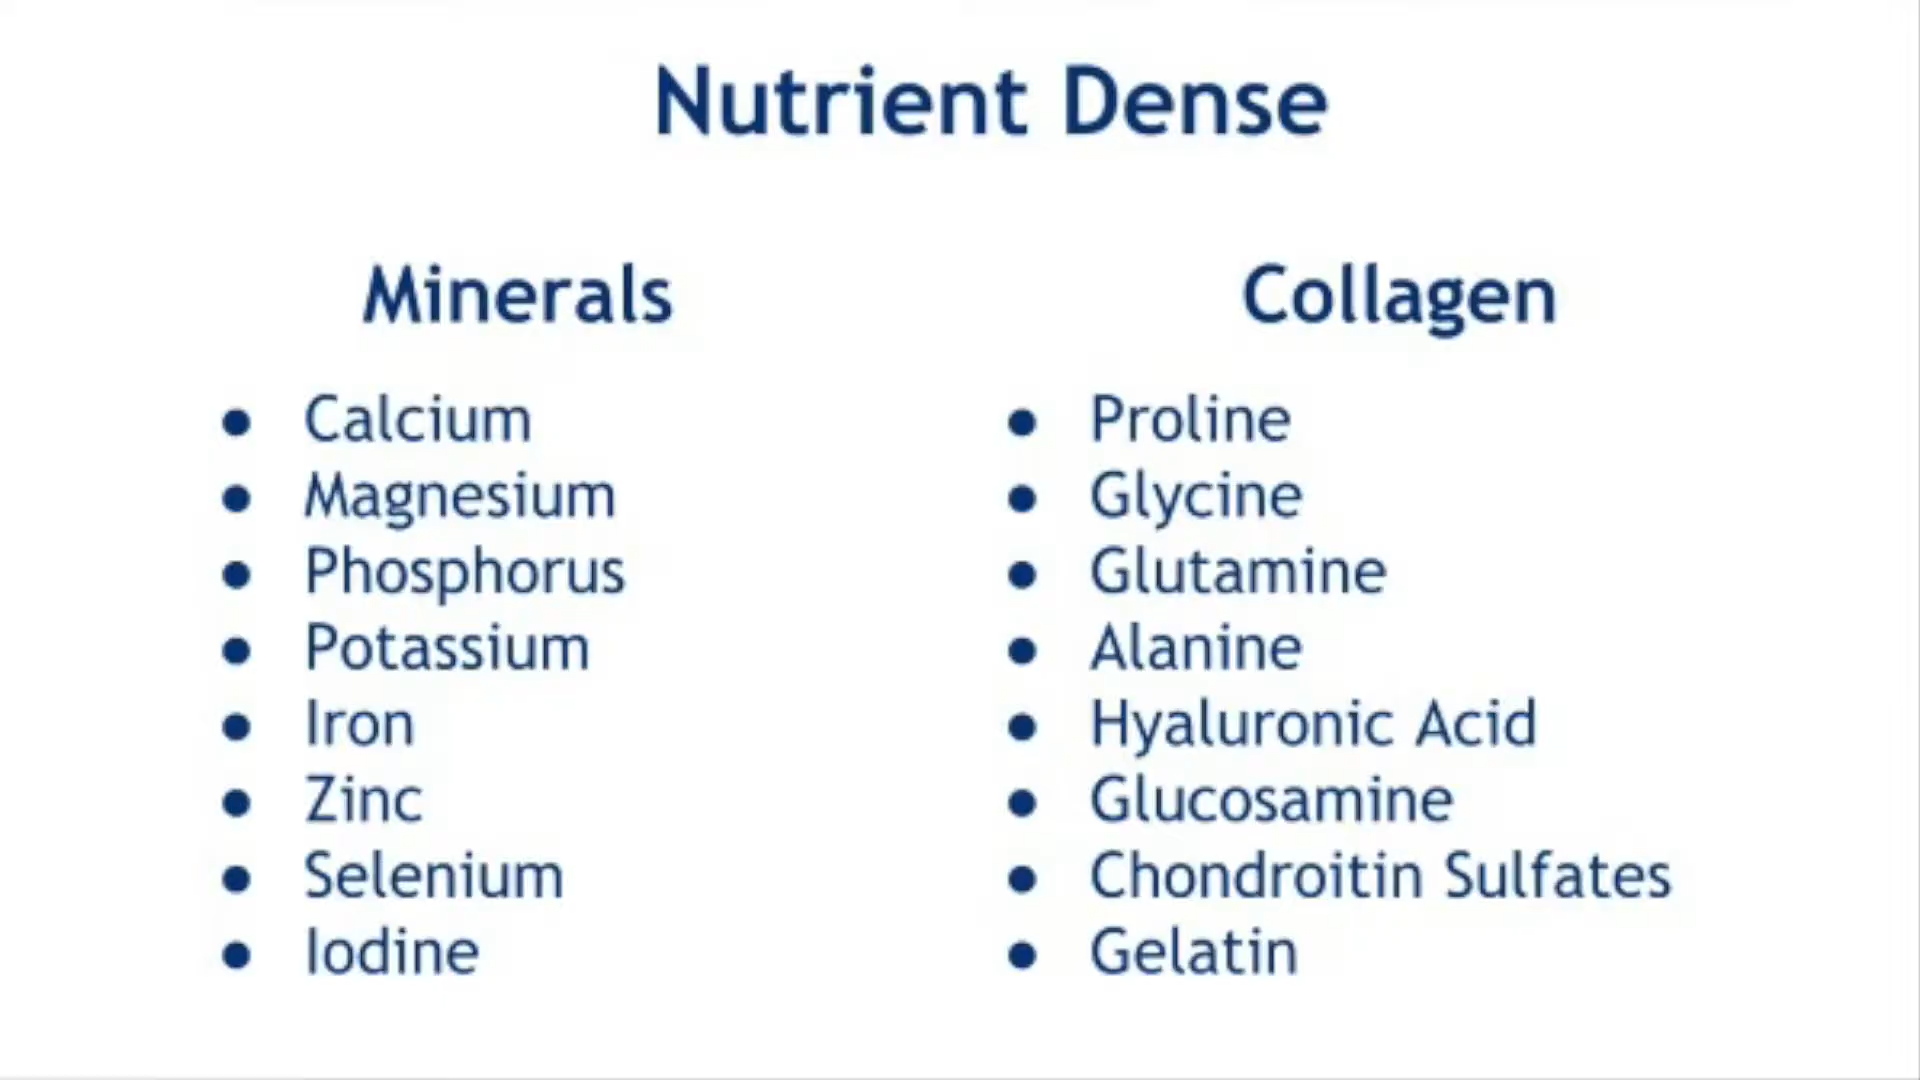 Nutrient Dense
Minerals
• Calcium
• Magnesium
• Phosphorus
• Potassium
• Iron
• Zinc
• Selenium
• Iodine
Collagen
• Proline
• Glycine
• Glutamine
• Alanine
• Hyaluronic Acid
• Glucosamine
• Chondroitin Sulfates
• Gelatin